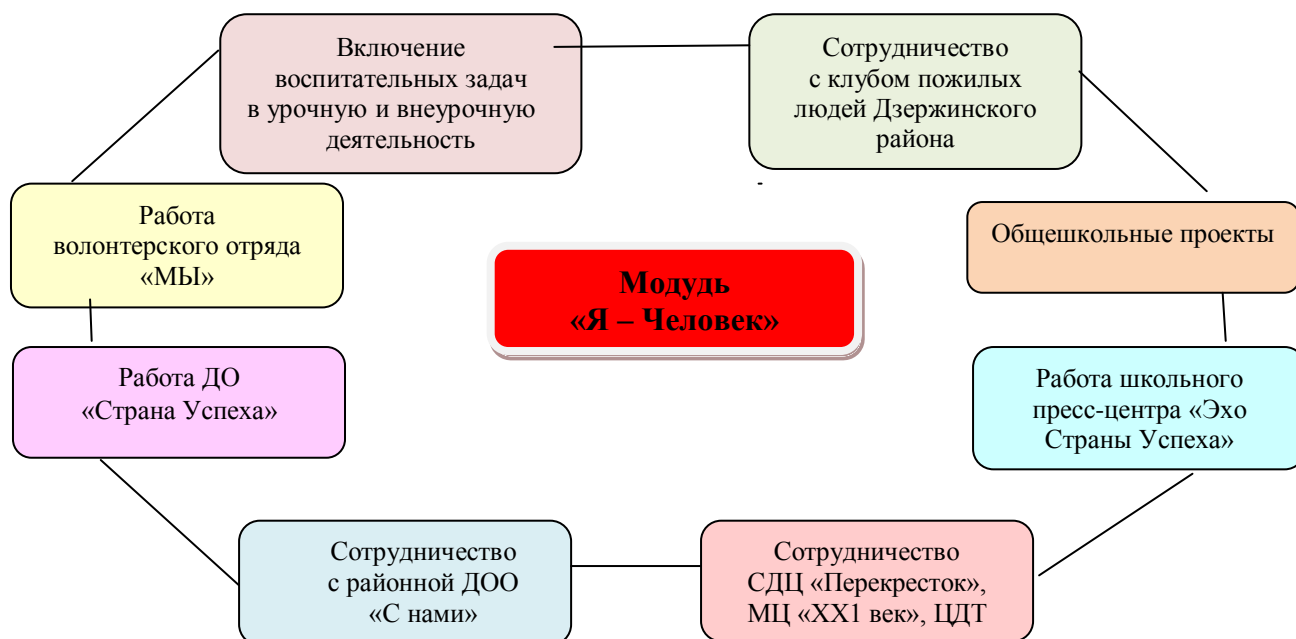 Включение
воспитательных задач
в урочную и внеурочную
деятельность
Сотрудничество
с клубом пожилых
людей Дзержинского
района
Работа
волонтерского отряда
«МЫ»
Общешкольные проекты
Модудь
«Я – Человек»
Работа ДО
«Страна Успеха»
Работа школьного
пресс-центра «Эхо
Страны Успеха»
Сотрудничество
с районной ДОО
«С нами»
Сотрудничество
СДЦ «Перекресток»,
МЦ «XX1 век», ЦДТ